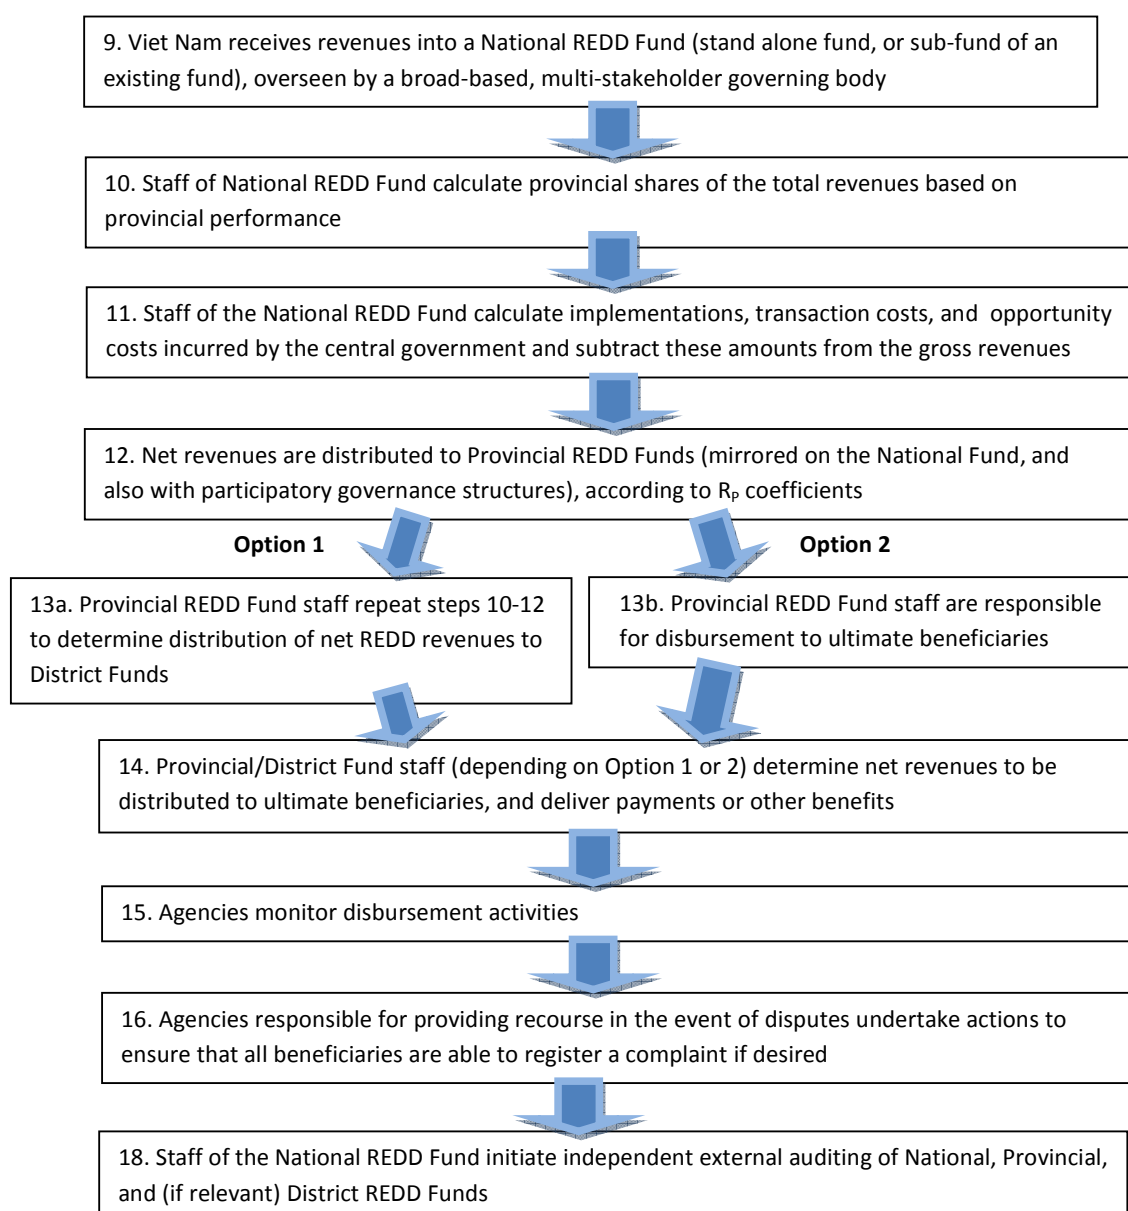 9. Viet Nam receives revenues into a National REDD Fund (stand alone fund, or sub-fund of an
existing fund), overseen by a broad-based, multi-stakeholder governing body
10. Staff of National REDD Fund calculate provincial shares of the total revenues based on
provincial performance
11. Staff of the National REDD Fund calculate implementations, transaction costs, and opportunity
costs incurred by the central government and subtract these amounts from the gross revenues
12. Net revenues are distributed to Provincial REDD Funds (mirrored on the National Fund, and
also with participatory governance structures), according to Rₚ coefficients
Option 1
Option 2
13a. Provincial REDD Fund staff repeat steps 10-12
to determine distribution of net REDD revenues to
District Funds
13b. Provincial REDD Fund staff are responsible
for disbursement to ultimate beneficiaries
14. Provincial/District Fund staff (depending on Option 1 or 2) determine net revenues to be
distributed to ultimate beneficiaries, and deliver payments or other benefits
15. Agencies monitor disbursement activities
16. Agencies responsible for providing recourse in the event of disputes undertake actions to
ensure that all beneficiaries are able to register a complaint if desired
18. Staff of the National REDD Fund initiate independent external auditing of National, Provincial,
and (if relevant) District REDD Funds